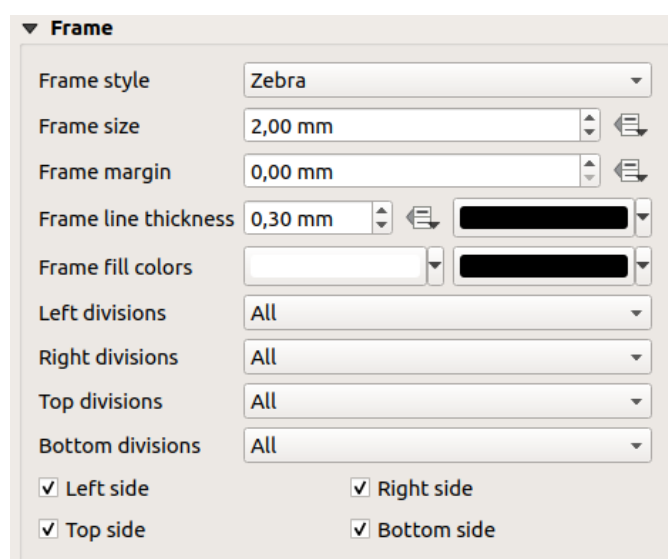 Frame
Frame style Zebra
Frame size 2,00 mm
Frame margin 0,00 mm
Frame line thickness 0,30 mm
Frame fill colors
Left divisions All
Right divisions All
Top divisions All
Bottom divisions All
Left side Right side
Top side Bottom side